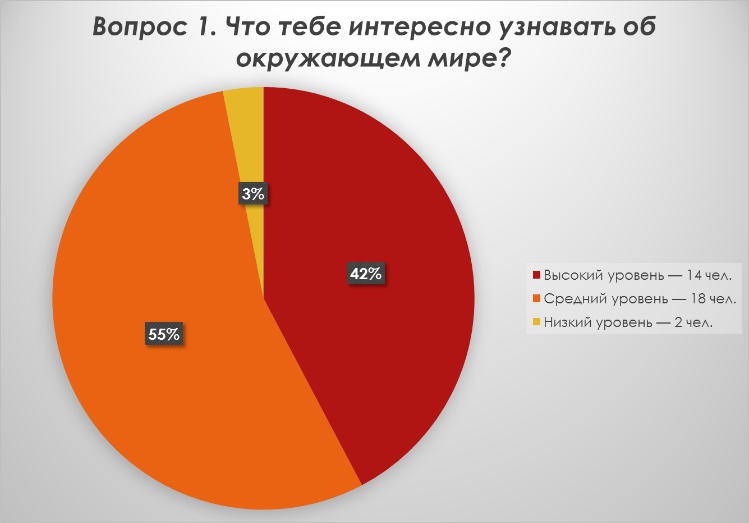 Вопрос 1. Что тебе интересно узнавать об
окружающем мире?
3%
42%
55%
Высокий уровень — 14 чел.
Средний уровень — 18 чел.
Низкий уровень — 2 чел.